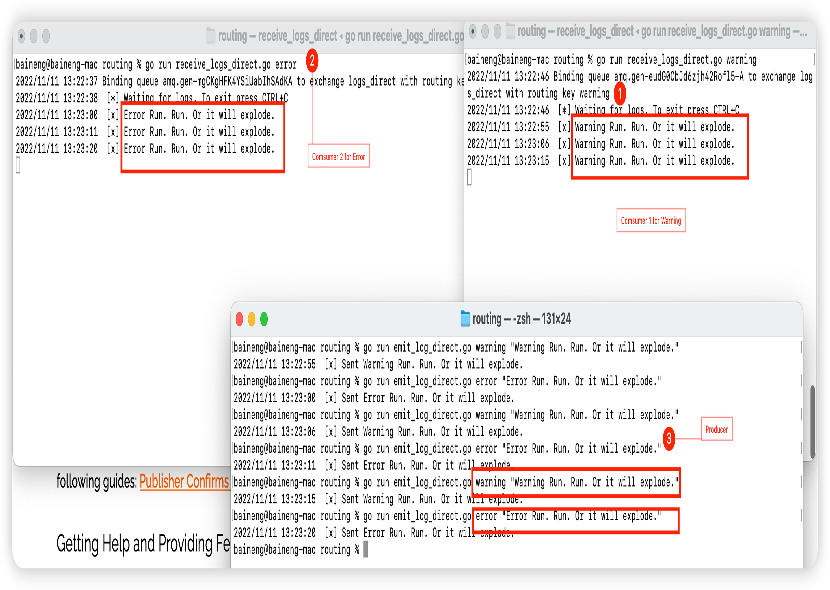 routing — receive_logs_direct ◂ go run receive_logs_direct.go
baineng@baineng-mac routing % go run receive_logs_direct.go error
2022/11/11 13:22:37 Binding queue
to exchange logs_direct with routing ke
2022/11/11 13:22:38 [*] Waiting for logs. To exit press CTRL+C
2022/11/11 13:23:00 [x] Error Run. Run. Or it will explode.
2022/11/11 13:23:11 [x] Error Run. Run. Or it will explode.
2022/11/11 13:23:20 [x] Error Run. Run. Or it will explode.
2
Comsumer 2 for Error
routing — receive_logs_direct ◂ go run receive_logs_direct.go warning —...
baineng@baineng-mac routing % go run receive_logs_direct.go warning
2022/11/11 13:22:46 Binding queue
to exchange log
s_direct with routing key warning
2022/11/11 13:22:46 [*] Waiting for logs. To exit press CTRL+C
2022/11/11 13:22:55 [x] Warning Run. Run. Or it will explode.
2022/11/11 13:23:06 [x] Warning Run. Run. Or it will explode.
2022/11/11 13:23:15 [x] Warning Run. Run. Or it will explode.
1
Comsumer 1 for Warning
routing — -zsh — 131×24
baineng@baineng-mac routing % go run emit_log_direct.go warning "Warning Run. Run. Or it will explode."
2022/11/11 13:22:55 [x] Sent Warning Run. Run. Or it will explode.
baineng@baineng-mac routing % go run emit_log_direct.go error "Error Run. Run. Or it will explode."
2022/11/11 13:23:00 [x] Sent Error Run. Run. Or it will explode.
baineng@baineng-mac routing % go run emit_log_direct.go warning "Warning Run. Run. Or it will explode."
2022/11/11 13:23:06 [x] Sent Warning Run. Run. Or it will explode.
baineng@baineng-mac routing % go run emit_log_direct.go error "Error Run. Run. Or it will explode."
2022/11/11 13:23:11 [x] Sent Error Run. Run. Or it will explode.
baineng@baineng-mac routing % go run emit_log_direct.go warning "Warning Run. Run. Or it will explode."
2022/11/11 13:23:15 [x] Sent Warning Run. Run. Or it will explode.
baineng@baineng-mac routing % go run emit_log_direct.go error "Error Run. Run. Or it will explode."
2022/11/11 13:23:20 [x] Sent Error Run. Run. Or it will explode.
baineng@baineng-mac routing %
3
Producer
following guides: Publisher Confirms
Getting Help and Providing Fe